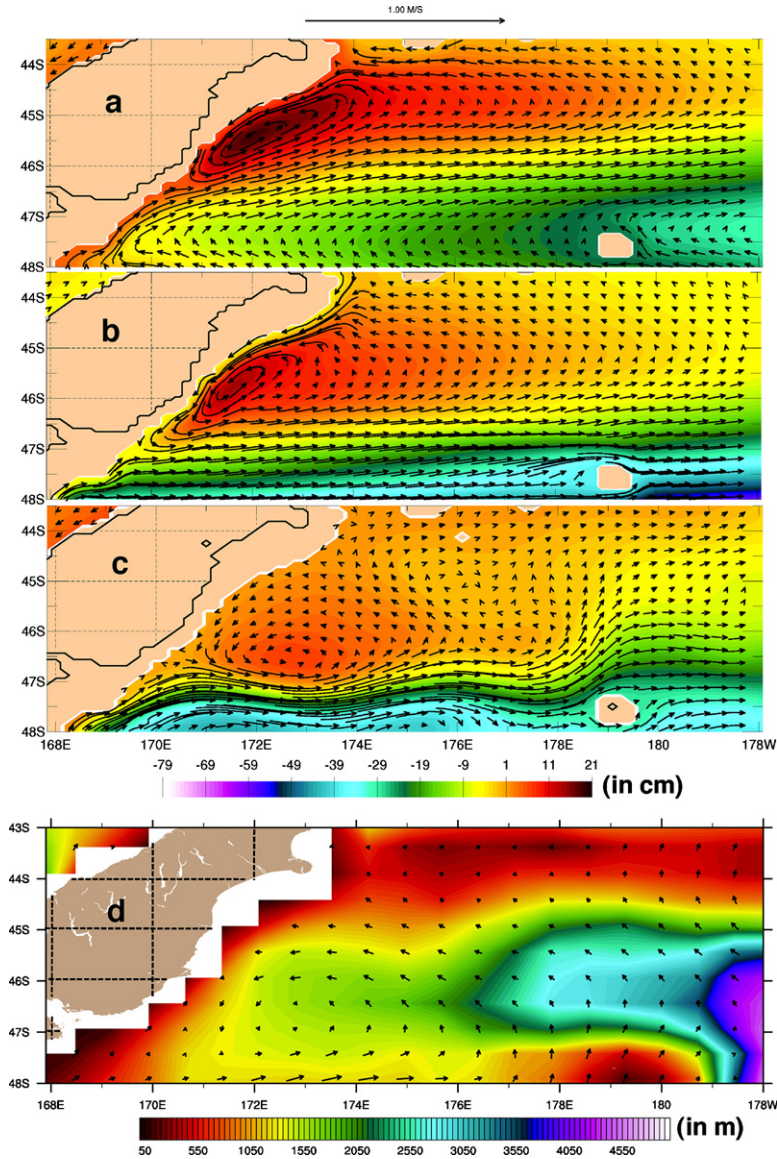 1.00 M/S
44S
a
45S
46S
47S
48S
44S
b
45S
46S
47S
48S
44S
c
45S
46S
47S
48S
168E 170E 172E 174E 176E 178E 180 178W
-79 -69 -59 -49 -39 -29 -19 -9 1 11 21 (in cm)
43S
44S
d
45S
46S
47S
48S
168E 170E 172E 174E 176E 178E 180 178W
50 550 1050 1550 2050 2550 3050 3550 4050 4550 (in m)